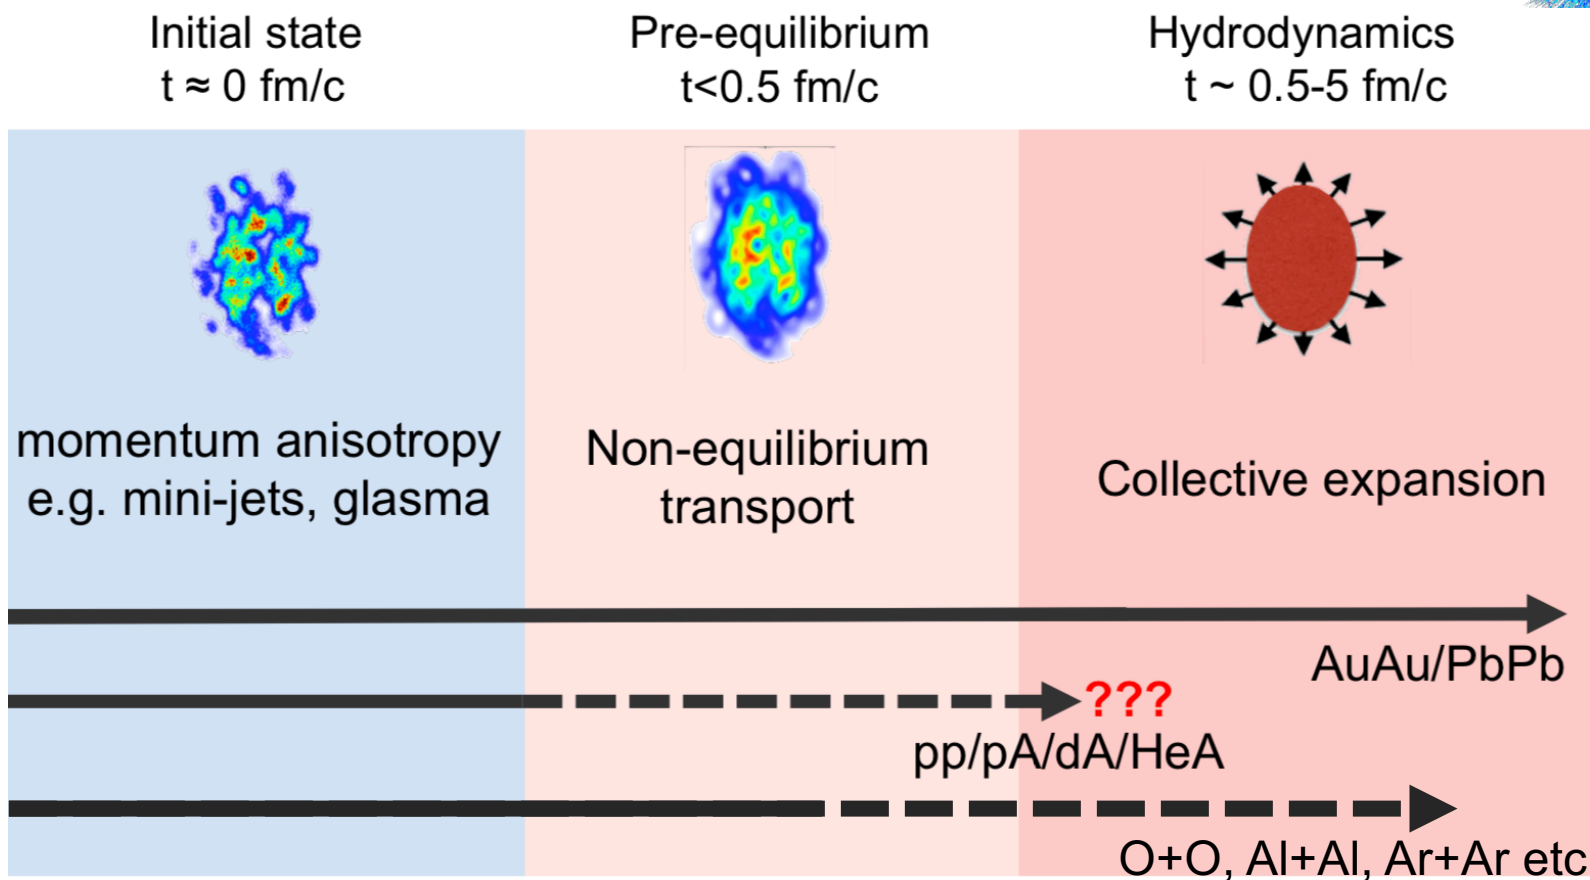 Initial state
t ≈ 0 fm/c
Pre-equilibrium
t<0.5 fm/c
Hydrodynamics
t ~ 0.5-5 fm/c
momentum anisotropy
e.g. mini-jets, glasma
Non-equilibrium
transport
Collective expansion
AuAu/PbPb
???
pp/pA/dA/HeA
O+O, Al+Al, Ar+Ar etc